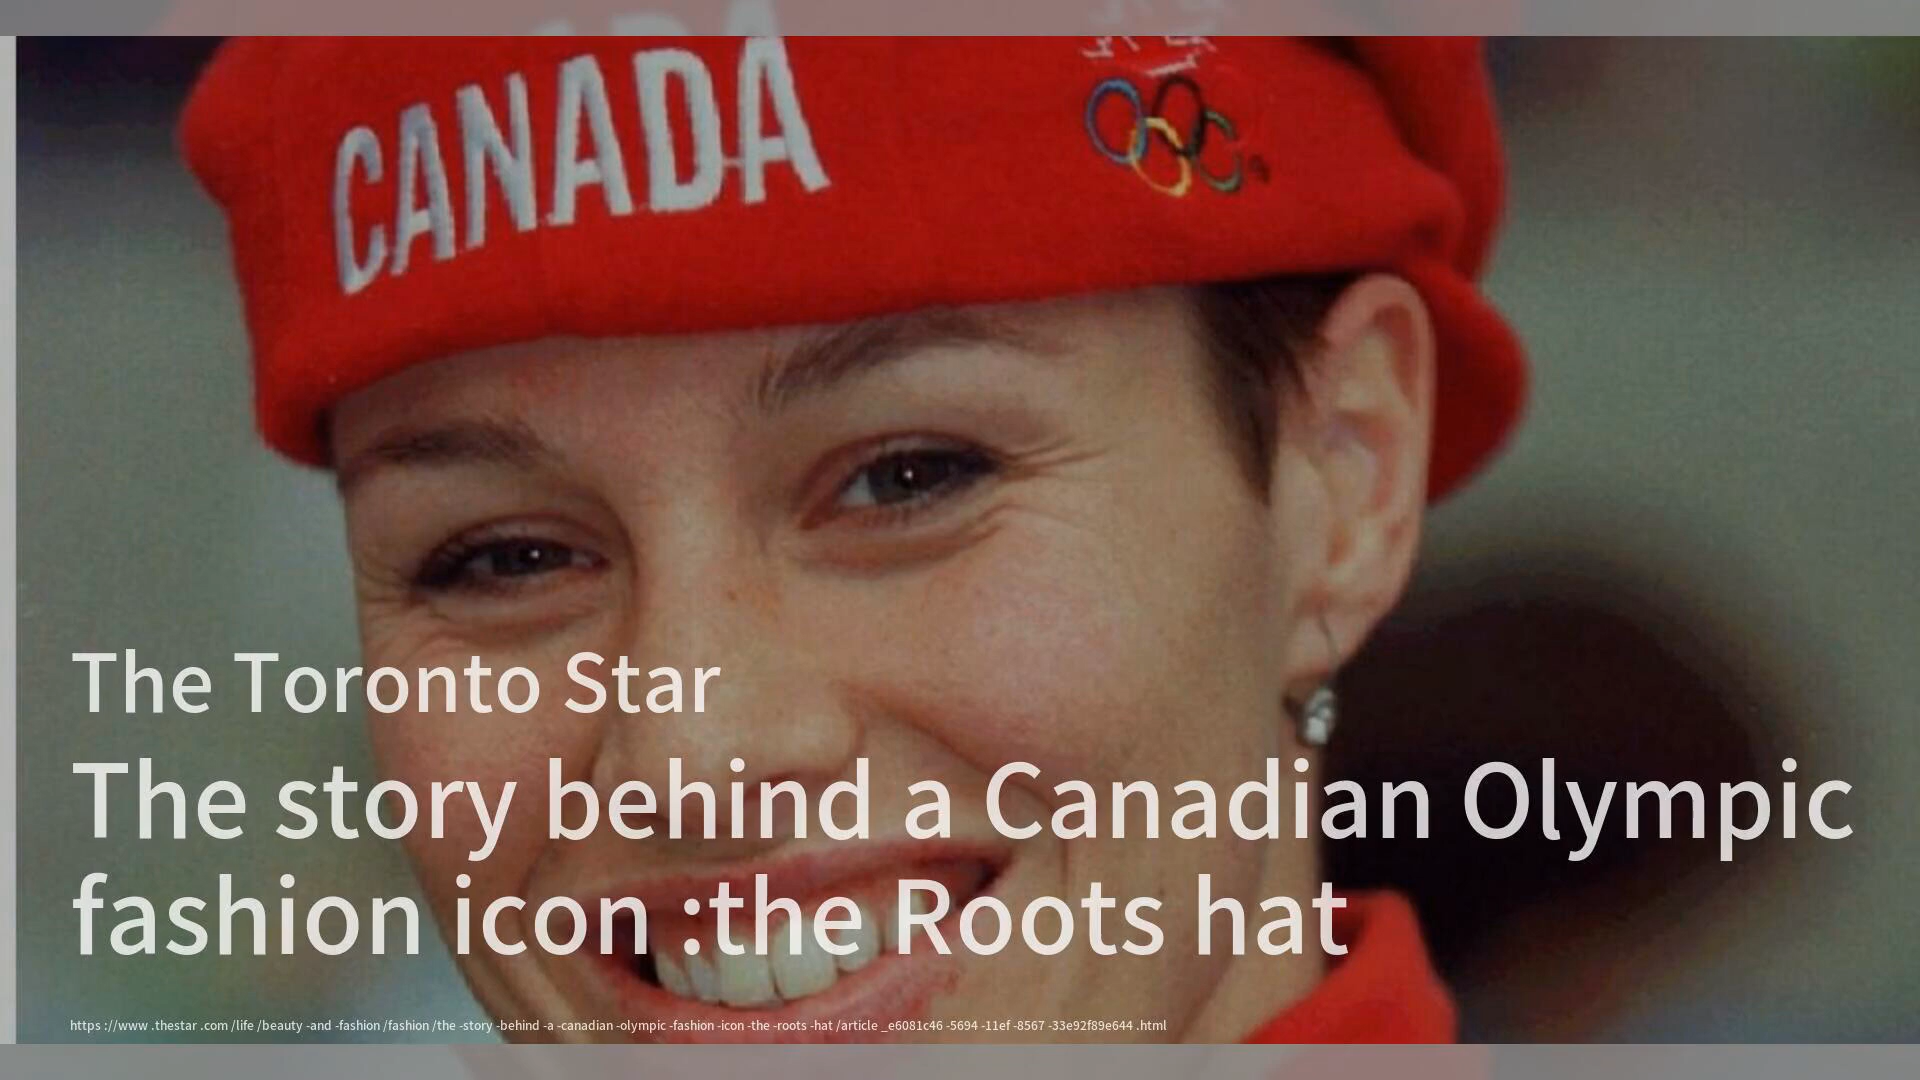 CANADA
The Toronto Star
The story behind a Canadian Olympic
fashion icon :the Roots hat
https ://www .thestar .com /life /beauty -and -fashion /fashion /the -story -behind -a -canadian -olympic -fashion -icon -the -roots -hat /article _e6081c46 -5694 -11ef -8567 -33e92f89e644 .html